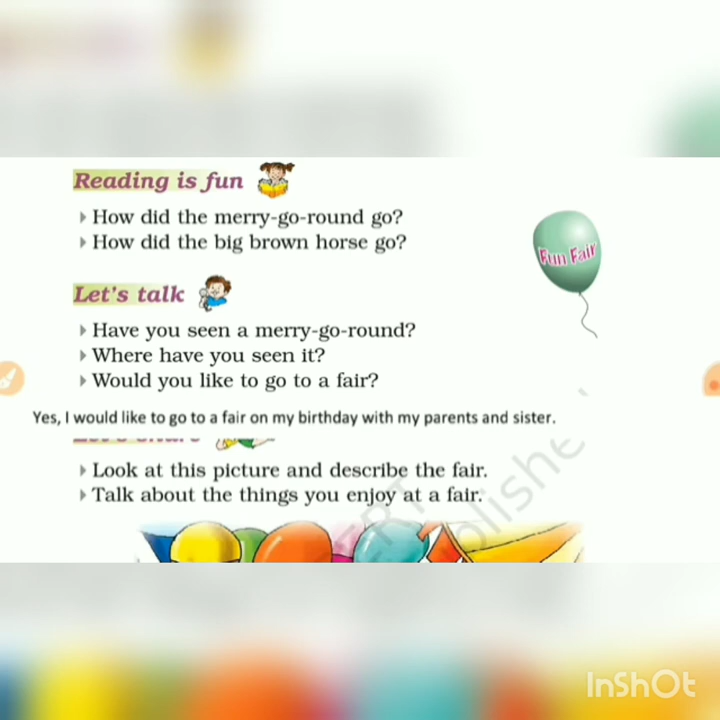 Reading is fun
How did the merry-go-round go?
How did the big brown horse go?
Fun Fair
Let's talk
Have you seen a merry-go-round?
Where have you seen it?
Would you like to go to a fair?
Yes, I would like to go to a fair on my birthday with my parents and sister.
Look at this picture and describe the fair.
Talk about the things you enjoy at a fair.
InShOt